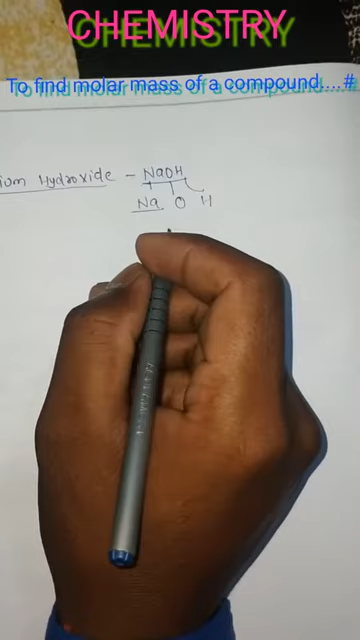 CHEMISTRY
To find molar mass of a compound....#
ium Hydroxide - NaOH
Na O H